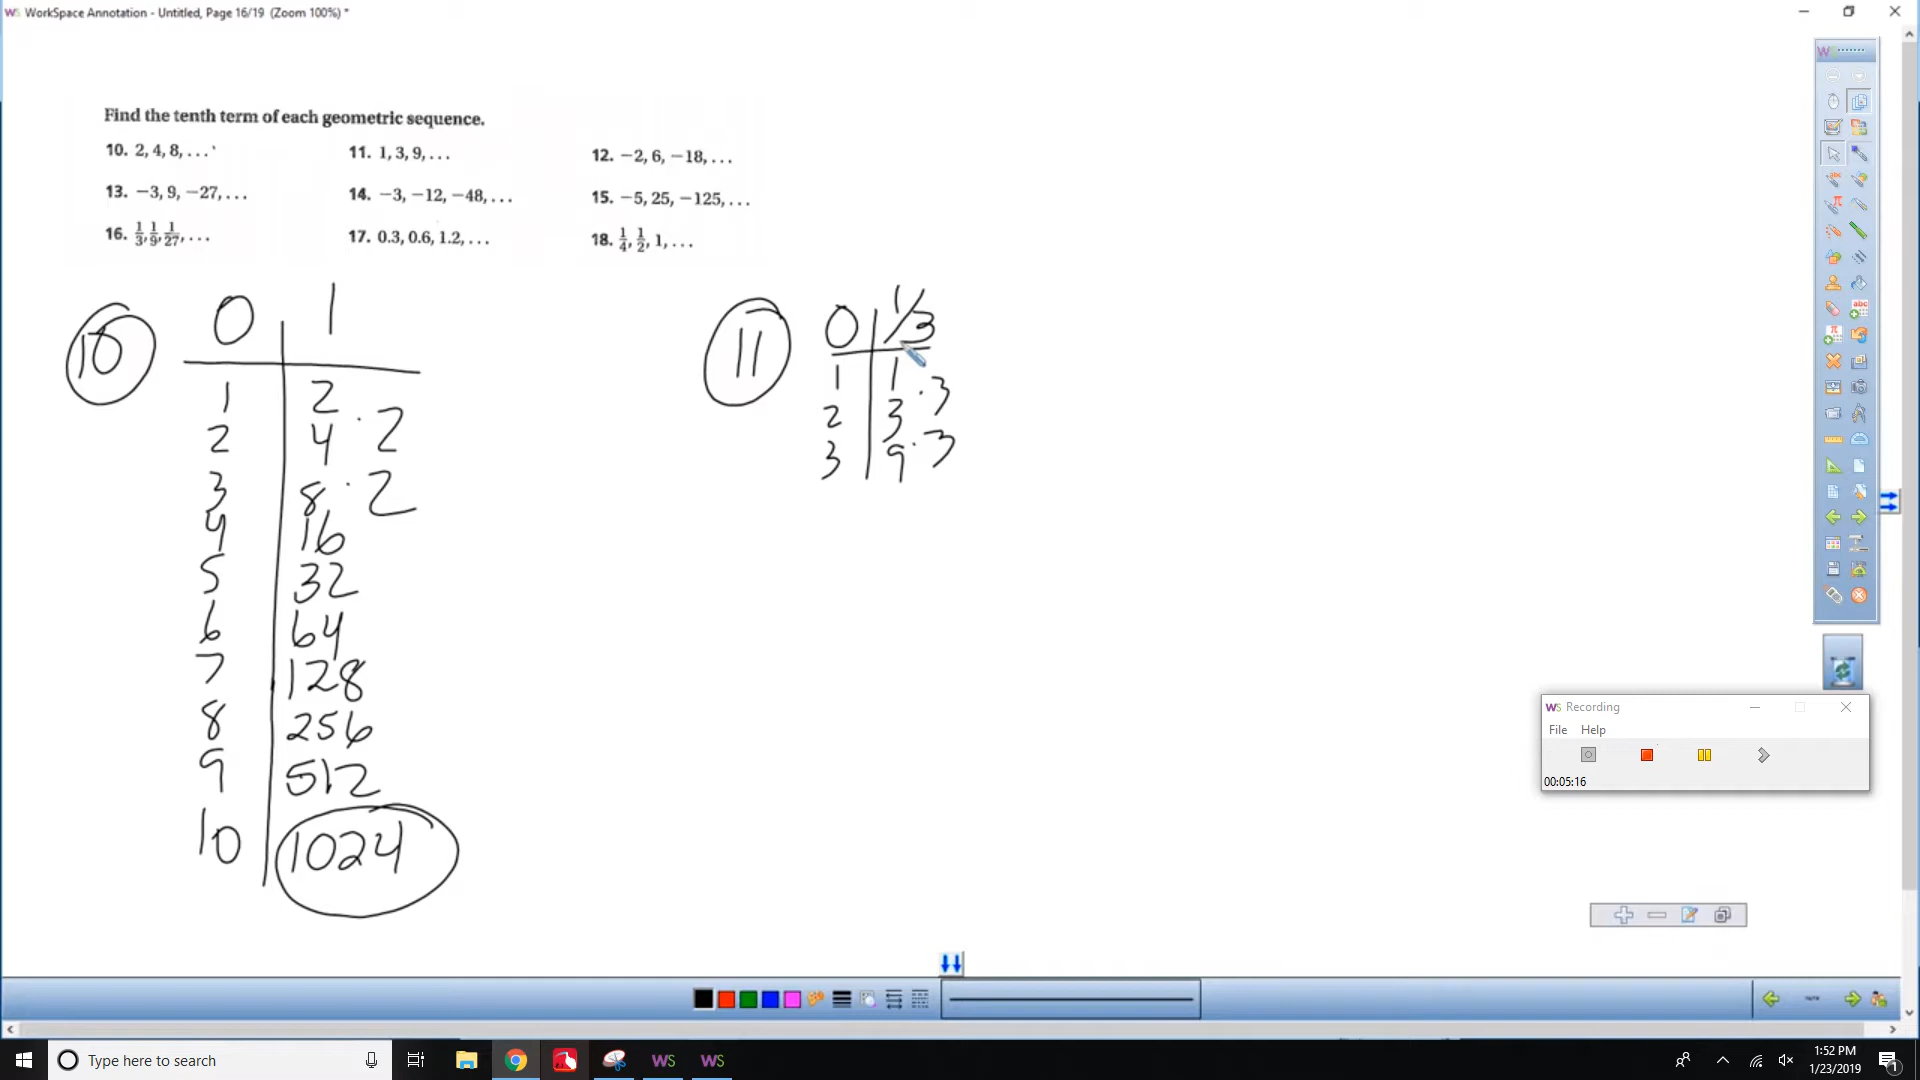 WS WorkSpace Annotation - Untitled, Page 16/19 (Zoom 100%) *
Find the tenth term of each geometric sequence.
10. 2, 4, 8, . . .
11. 1, 3, 9, . . .
12. −2, 6, −18, . . .
13. −3, 9, −27, . . .
14. −3, −12, −48, . . .
15. −5, 25, −125, . . .
16. 1/3, 1/9, 1/27, . . .
17. 0.3, 0.6, 1.2, . . .
18. 1/4, 1/2, 1, . . .
10
0 1
1 2
· 2
2 4
3 8 · 2
4 16
5 32
6 64
7 128
8 256
9 512
10 1024
11
0 1/3
1 1
· 3
2 3
3 9 · 3
WS
WS Recording
File Help
00:05:16
Type here to search
WS WS
1:52 PM
1/23/2019
1